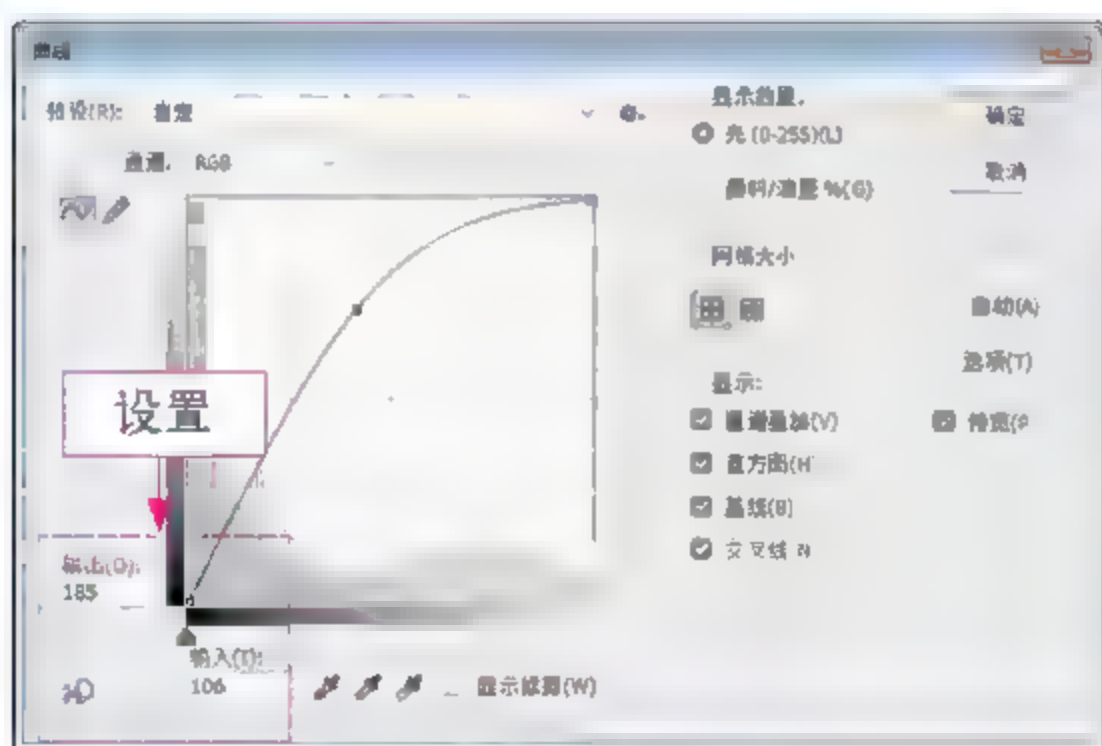 曲线
预设(R): 自定
通道: RGB
显示数量:
光 (0-255)(L)
颜料/油墨 %(G)
网格大小
显示:
通道叠加(V)
直方图(H
基线(B)
交叉线 N
确定
取消
自动(A)
选项(T)
预览(P
设置
输出(O):
185
输入(I):
106
显示修剪(W)